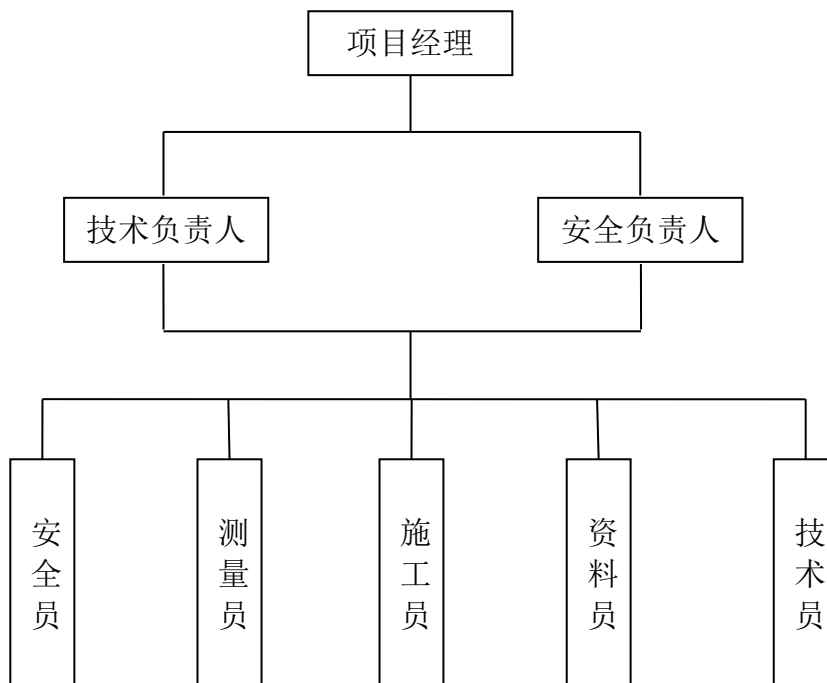 项目经理
技术负责人
安全负责人
安全员
测量员
施工员
资料员
技术员